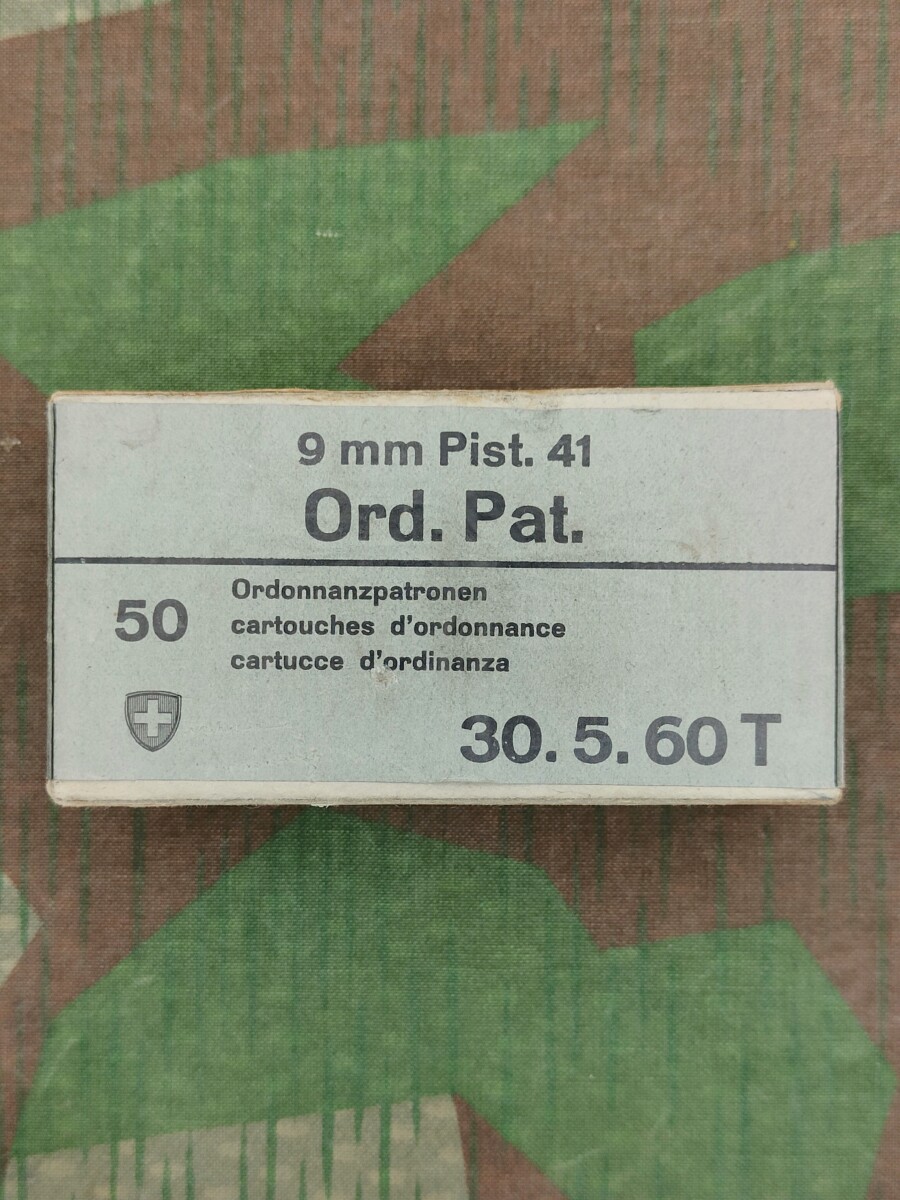 9 mm Pist. 41
Ord. Pat.
50
Ordonnanzpatronen
cartouches d'ordonnance
cartucce d'ordinanza
30. 5. 60 T